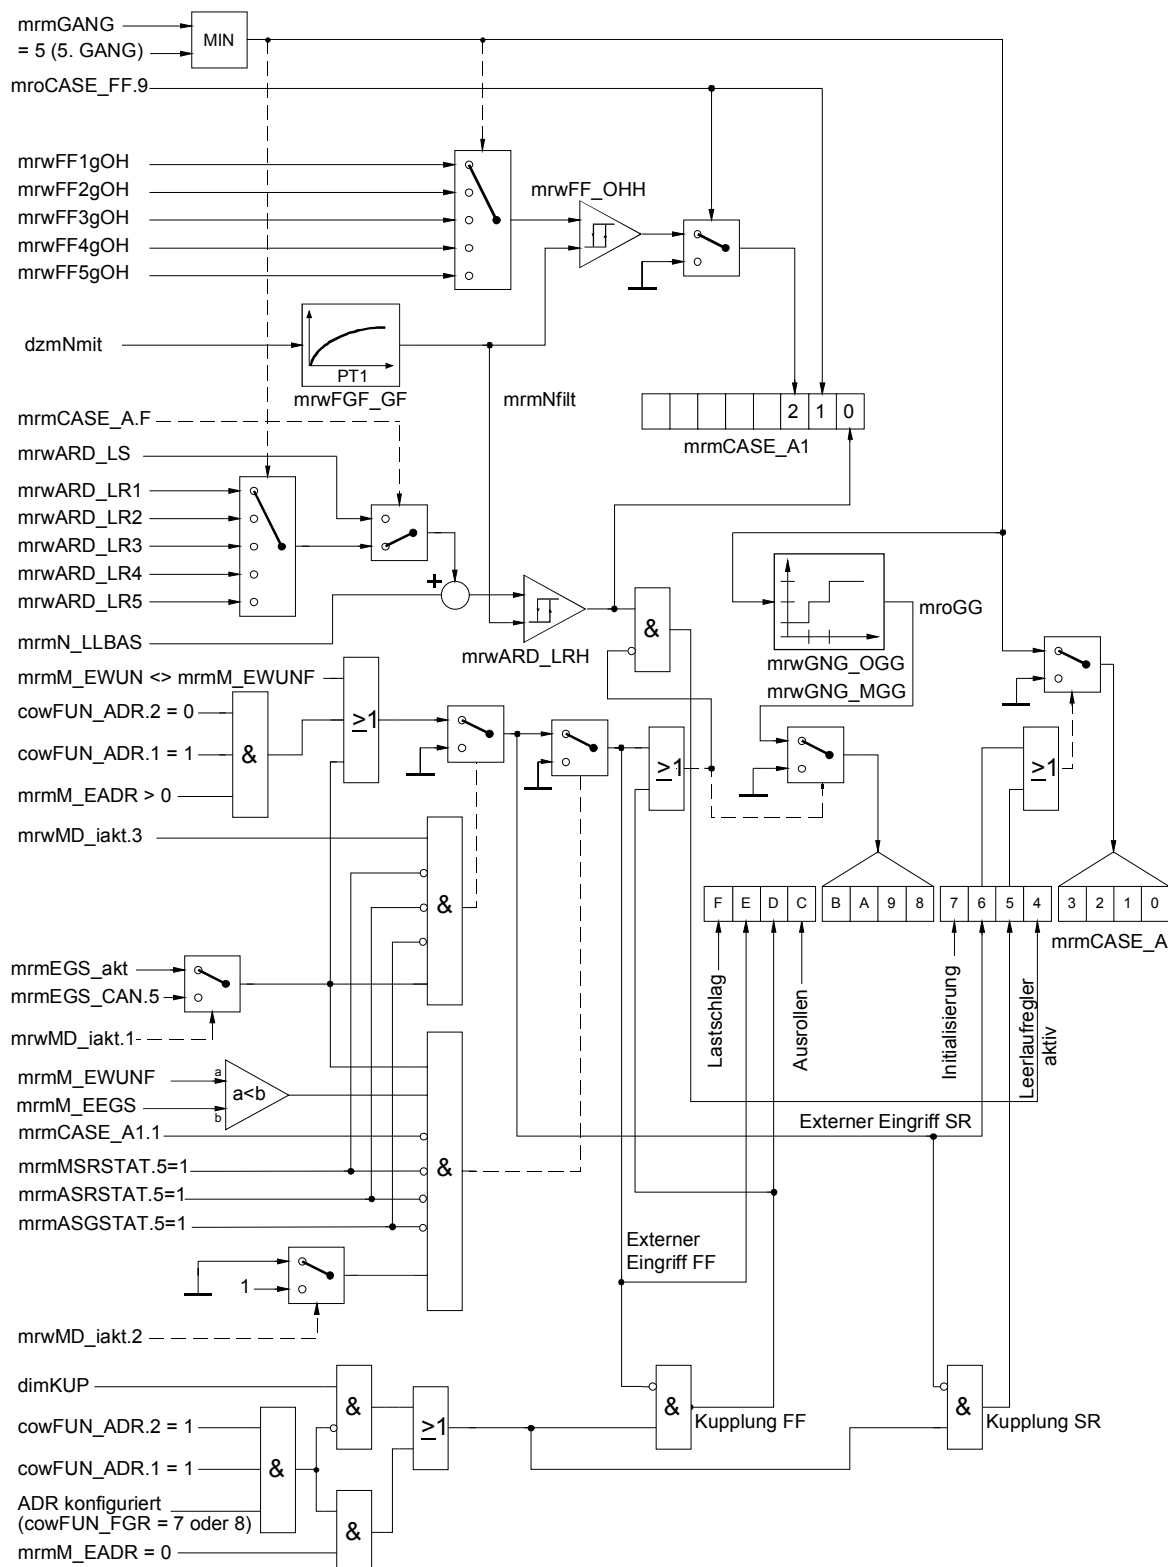 mrmGANG
= 5 (5. GANG)
MIN
mroCASE_FF.9
mrwFF1gOH
mrwFF2gOH
mrwFF3gOH
mrwFF4gOH
mrwFF5gOH
mrwFF_OHH
dzmNmit
PT1
mrwFGF_GF
mrmNfilt
2 1 0
mrmCASE_A1
mrmCASE_A.F
mrwARD_LS
mrwARD_LR1
mrwARD_LR2
mrwARD_LR3
mrwARD_LR4
mrwARD_LR5
mrmN_LLBAS
+
mrwARD_LRH
&
mroGG
mrwGNG_OGG
mrwGNG_MGG
mrmM_EWUN <> mrmM_EWUNF
cowFUN_ADR.2 = 0
cowFUN_ADR.1 = 1
mrmM_EADR > 0
&
≥1
≥1
≥1
mrwMD_iakt.3
&
F E D C
B A 9 8
7 6 5 4
3 2 1 0
mrmCASE_A
Lastschlag
Ausrollen
Initialisierung
Leerlaufregler
aktiv
mrmEGS_akt
mrmEGS_CAN.5
mrwMD_iakt.1
mrmM_EWUNF
mrmM_EEGS
a
b
a<b
mrmCASE_A1.1
mrmMSRSTAT.5=1
mrmASRSTAT.5=1
mrmASGSTAT.5=1
&
Externer Eingriff SR
Externer
Eingriff FF
1
mrwMD_iakt.2
dimKUP
cowFUN_ADR.2 = 1
cowFUN_ADR.1 = 1
ADR konfiguriert
(cowFUN_FGR = 7 oder 8)
mrmM_EADR = 0
&
&
&
≥1
&
Kupplung FF
&
Kupplung SR